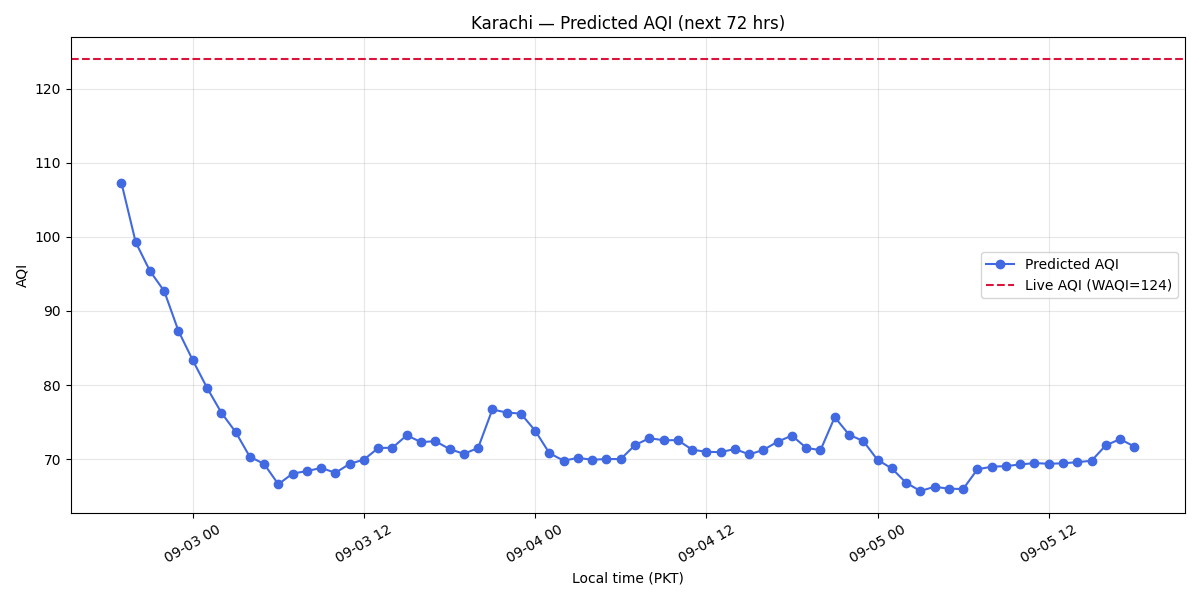 Karachi — Predicted AQI (next 72 hrs)
120
110
100
90
80
70
AQI
Predicted AQI
Live AQI (WAQI=124)
09-03 00
09-03 12
09-04 00
09-04 12
09-05 00
09-05 12
Local time (PKT)